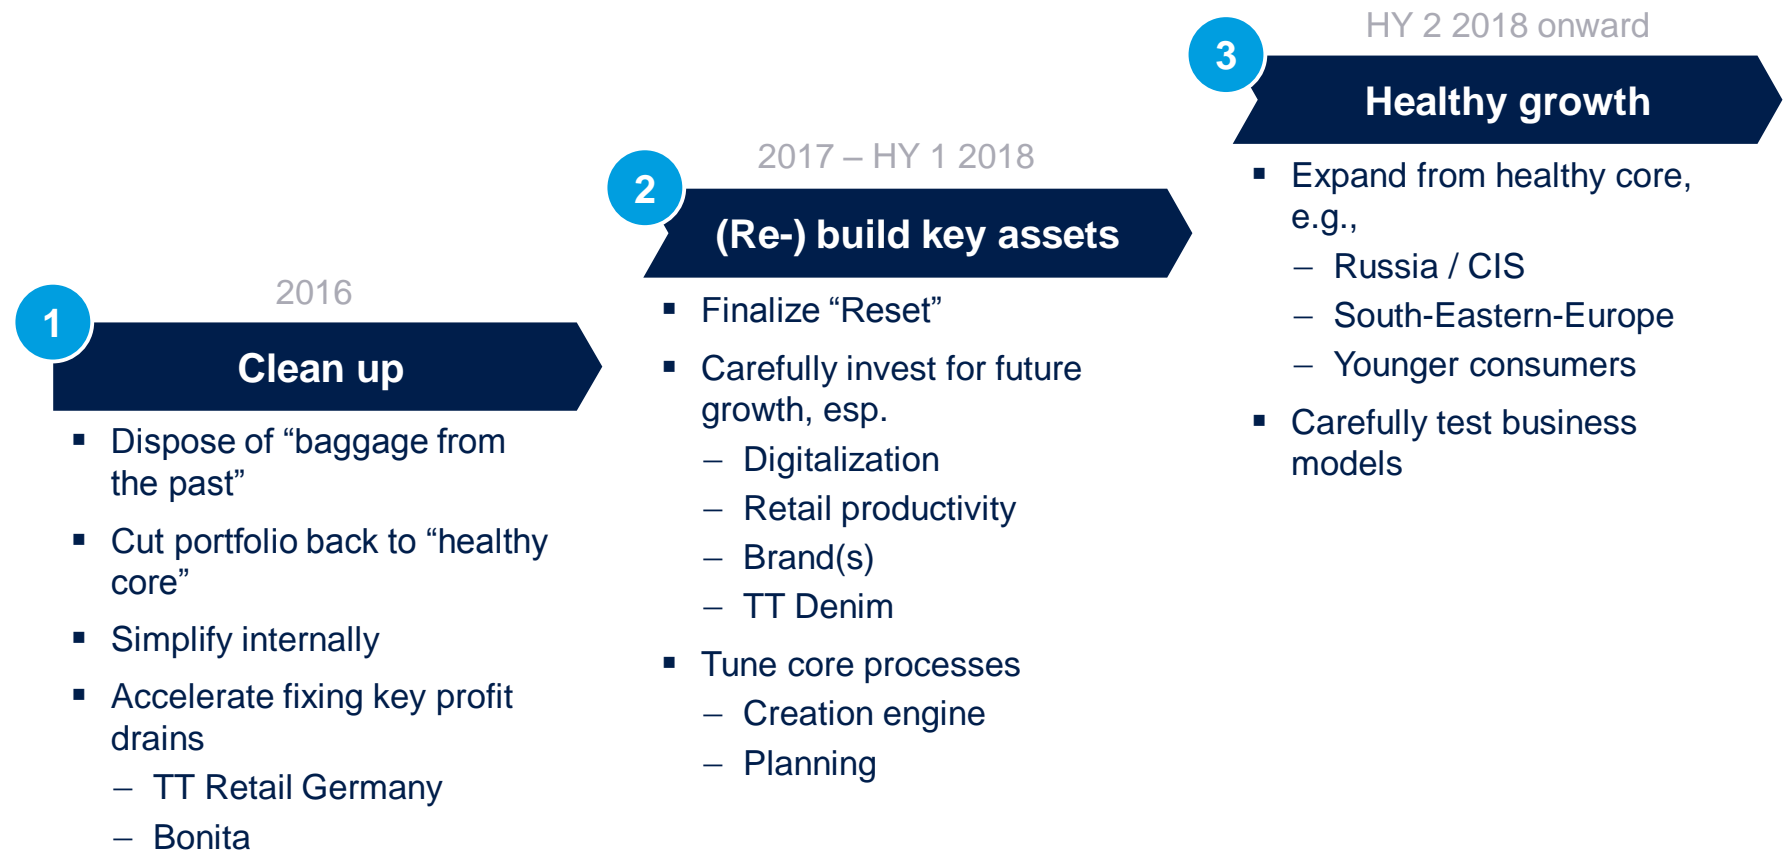 1
2016
Clean up
▪ Dispose of “baggage from
the past”
▪ Cut portfolio back to “healthy
core”
▪ Simplify internally
▪ Accelerate fixing key profit
drains
– TT Retail Germany
– Bonita
2
2017 – HY 1 2018
(Re-) build key assets
▪ Finalize “Reset”
▪ Carefully invest for future
growth, esp.
– Digitalization
– Retail productivity
– Brand(s)
– TT Denim
▪ Tune core processes
– Creation engine
– Planning
3
HY 2 2018 onward
Healthy growth
▪ Expand from healthy core,
e.g.,
– Russia / CIS
– South-Eastern-Europe
– Younger consumers
▪ Carefully test business
models